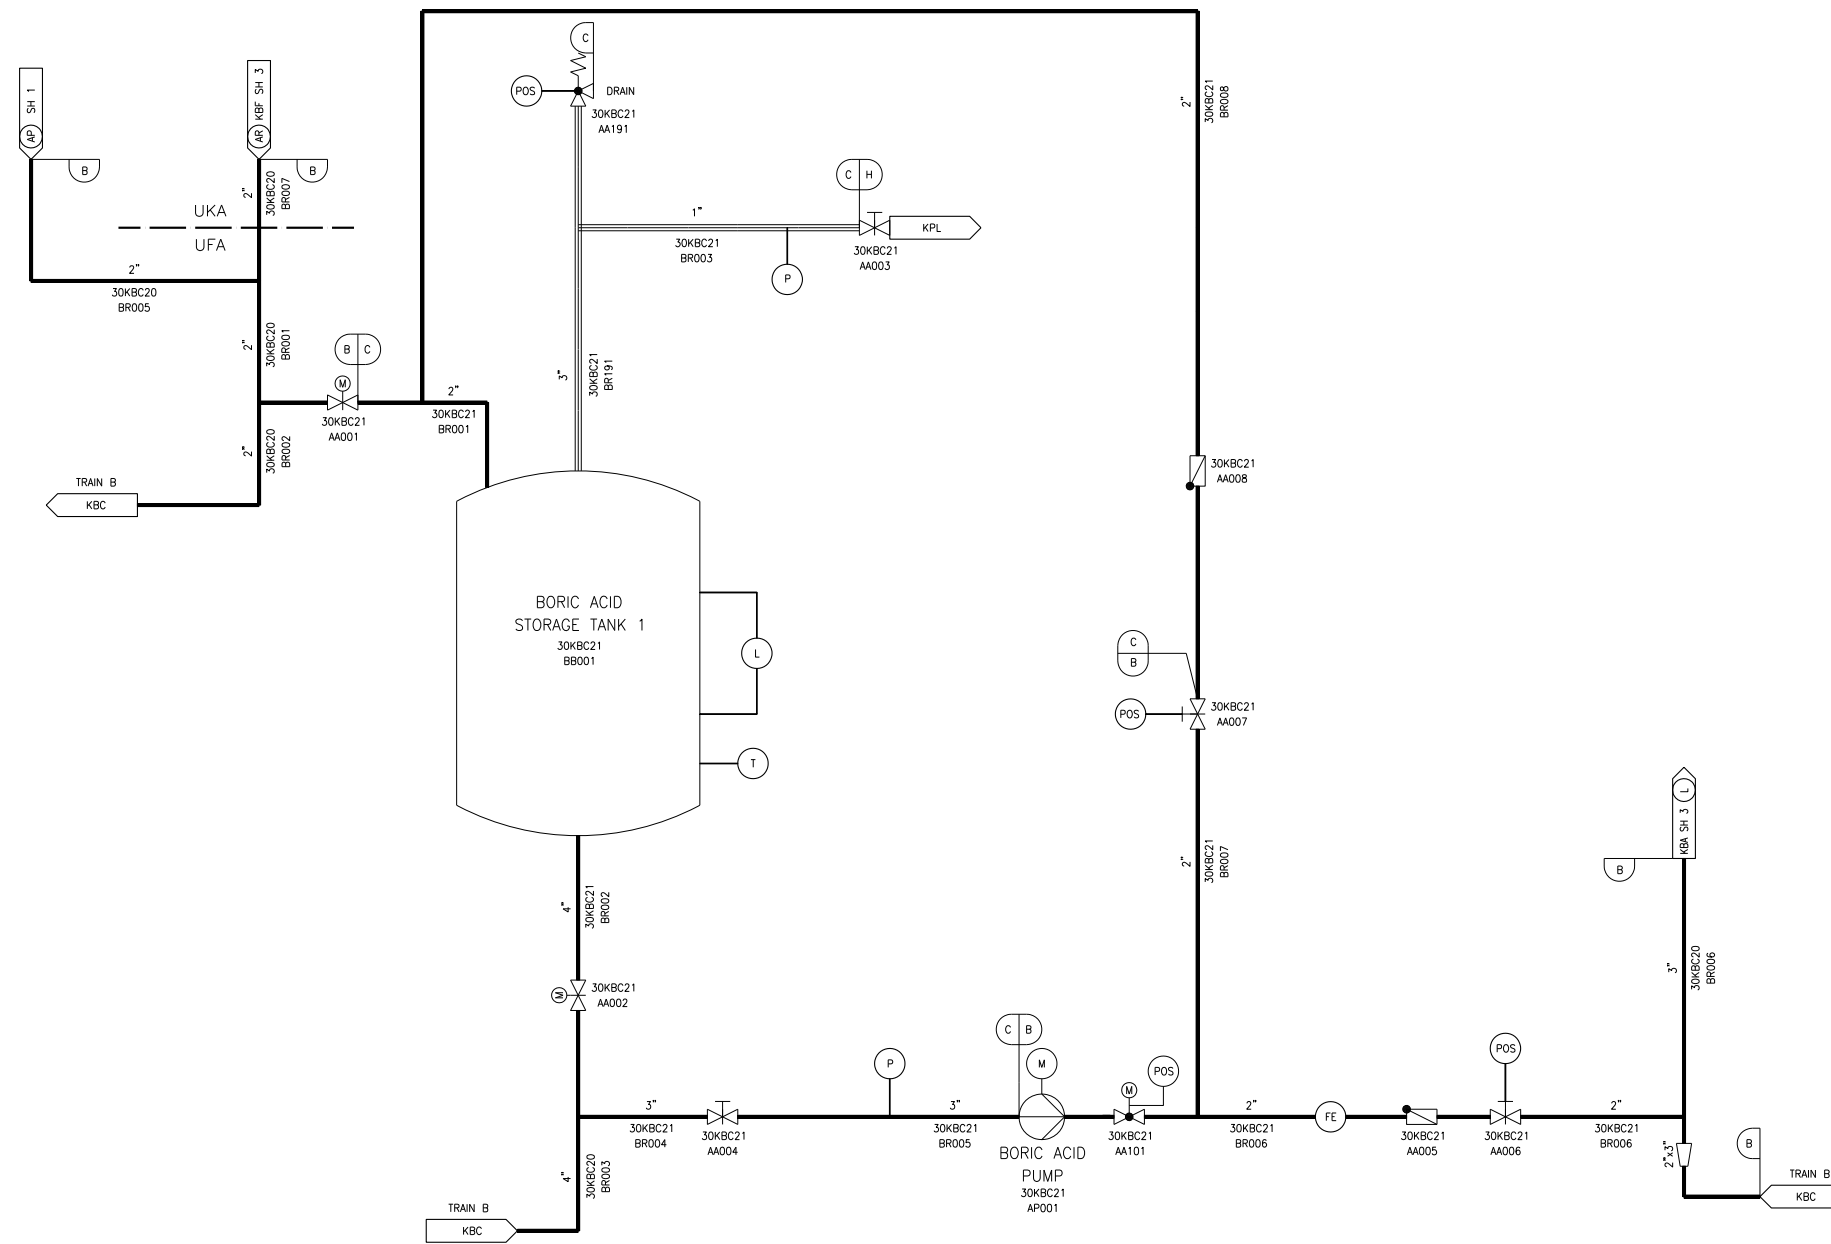 AP SH 1
B
AR KBF SH 3
B
2"
30KBC20
BR007
UKA
UFA
2"
30KBC20
BR005
2"
30KBC20
BR001
B C
M
30KBC21
AA001
2"
30KBC21
BR001
2"
30KBC20
BR002
TRAIN B
KBC
C
POS
DRAIN
30KBC21
AA191
1"
30KBC21
BR003
P
C H
30KBC21
AA003
KPL
3"
30KBC21
BR191
2"
30KBC21
BR008
30KBC21
AA008
BORIC ACID
STORAGE TANK 1
30KBC21
BB001
L
T
C
B
POS
30KBC21
AA007
2"
30KBC21
BR007
4"
30KBC21
BR002
M
30KBC21
AA002
3"
30KBC21
BR004
30KBC21
AA004
P
3"
30KBC21
BR005
C B
M
BORIC ACID
PUMP
30KBC21
AP001
M
POS
30KBC21
AA101
2"
30KBC21
BR006
FE
30KBC21
AA005
POS
30KBC21
AA006
2"
30KBC21
BR006
KBA SH 3 L
B
3"
30KBC20
BR006
2"x3"
B
TRAIN B
KBC
4"
30KBC20
BR003
TRAIN B
KBC